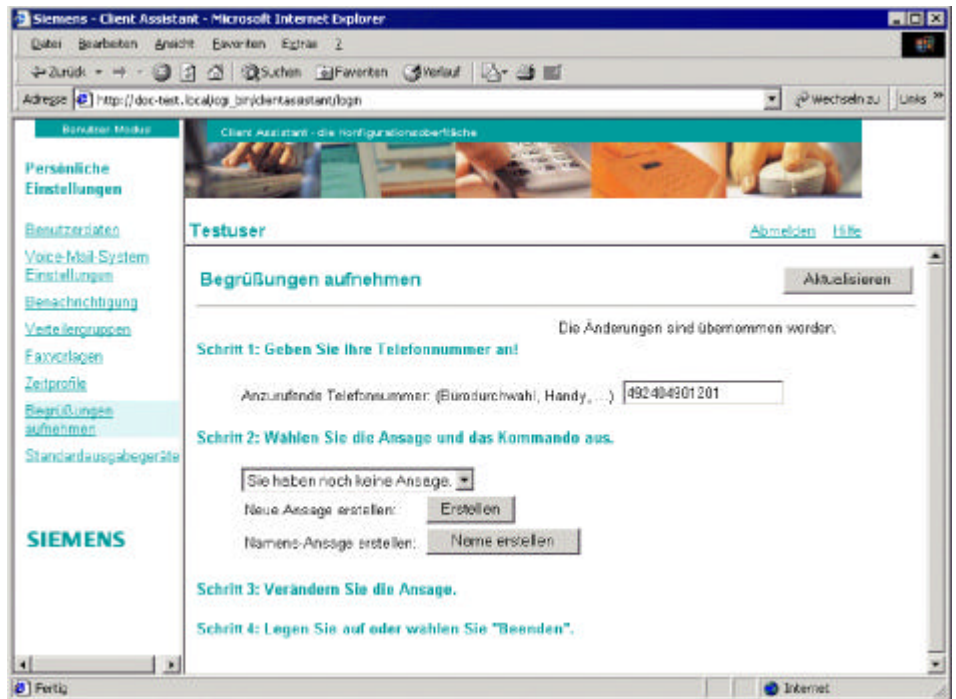 Siemens - Client Assistant - Microsoft Internet Explorer
Datei Bearbeiten Ansicht Favoriten Extras ?
Zurück Suchen Favoriten Verlauf
Adresse http://doc-test.local/cgi_bin/clientassistant/login Wechseln zu Links »
Benutzer Modus
Client Assistant - die Konfigurationsoberfläche
Persönliche
Einstellungen
Testuser
Abmelden Hilfe
Benutzerdaten
Voice-Mail-System
Einstellungen
Benachrichtigung
Verteilergruppen
Faxvorlagen
Zeitprofile
Begrüßungen
aufnehmen
Standardausgabegeräte
SIEMENS
Begrüßungen aufnehmen
Aktualisieren
Die Änderungen sind übernommen worden.
Schritt 1: Geben Sie Ihre Telefonnummer an!
Anzurufende Telefonnummer: (Bürodurchwahl, Handy, ...) 492404901201
Schritt 2: Wählen Sie die Ansage und das Kommando aus.
Sie haben noch keine Ansage.
Neue Ansage erstellen: Erstellen
Namens-Ansage erstellen: Name erstellen
Schritt 3: Verändern Sie die Ansage.
Schritt 4: Legen Sie auf oder wählen Sie "Beenden".
Fertig
Internet